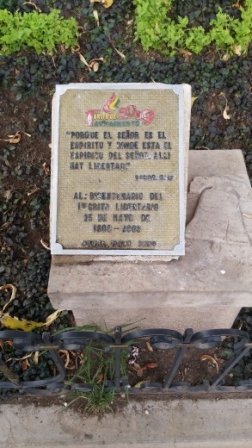 "PORQUE EL SEÑOR ES EL
ESPIRITU Y DONDE ESTA EL
ESPIRITU DEL SEÑOR, ALLI
HAY LIBERTAD"
AL: BICENTENARIO DEL
1er GRITO LIBERTARIO
25 DE MAYO DE
1809 - 2009